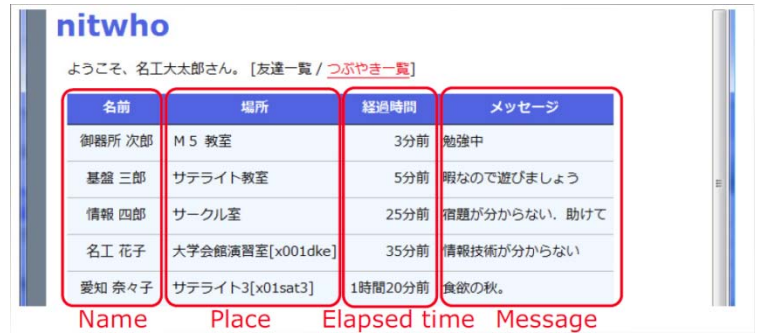 nitwho
ようこそ、名工大太郎さん。 [友達一覧 / つぶやき一覧]
名前 場所 経過時間 メッセージ
御器所 次郎 M5 教室 3分前 勉強中
基盤 三郎 サテライト教室 5分前 暇なので遊びましょう
情報 四郎 サークル室 25分前 宿題が分からない．助けて
名工 花子 大学会館演習室[x001dke] 35分前 情報技術が分からない
愛知 奈々子 サテライト3[x01sat3] 1時間20分前 食欲の秋。
Name Place Elapsed time Message